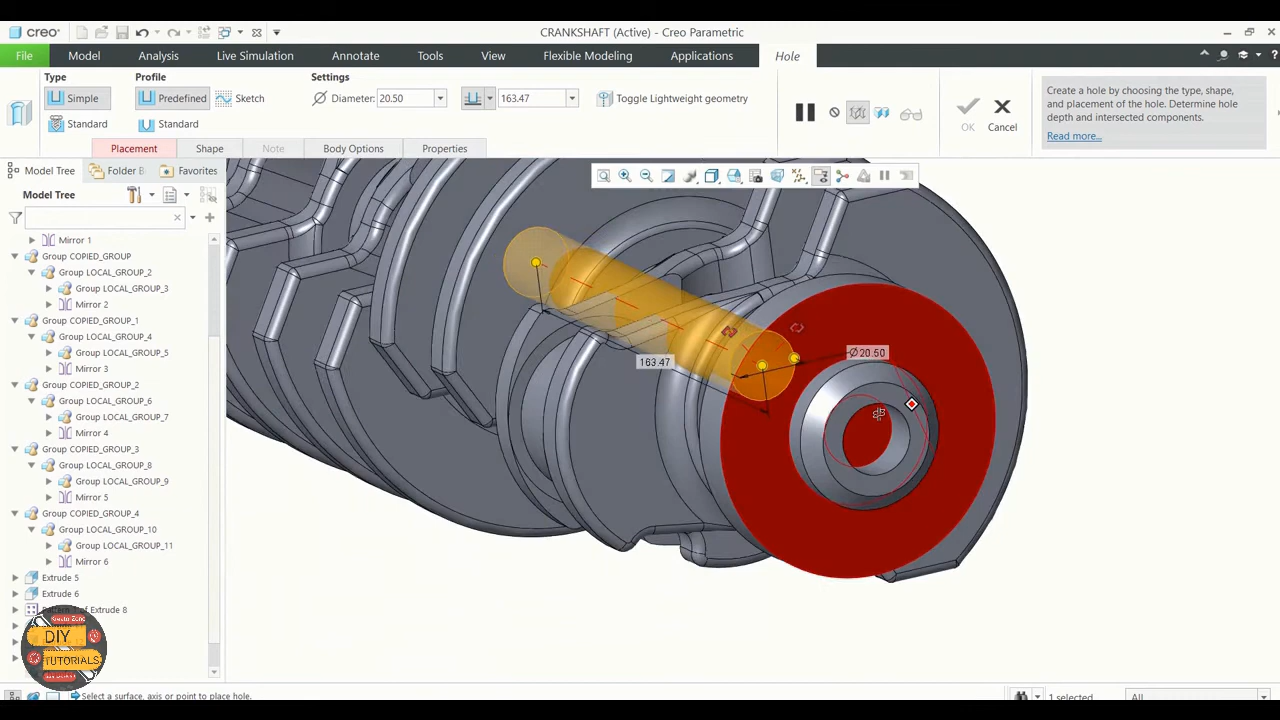 creo
CRANKSHAFT (Active) - Creo Parametric
File Model Analysis Live Simulation Annotate Tools View Flexible Modeling Applications Hole
Type Profile Settings
Simple Predefined Sketch Diameter: 20.50 163.47 Toggle Lightweight geometry
Standard Standard
OK Cancel
Create a hole by choosing the type, shape,
and placement of the hole. Determine hole
depth and intersected components.
Read more...
Placement Shape Note Body Options Properties
Model Tree Folder B Favorites
Model Tree
Mirror 1
Group COPIED_GROUP
Group LOCAL_GROUP_2
Group LOCAL_GROUP_3
Mirror 2
Group COPIED_GROUP_1
Group LOCAL_GROUP_4
Group LOCAL_GROUP_5
Mirror 3
Group COPIED_GROUP_2
Group LOCAL_GROUP_6
Group LOCAL_GROUP_7
Mirror 4
Group COPIED_GROUP_3
Group LOCAL_GROUP_8
Group LOCAL_GROUP_9
Mirror 5
Group COPIED_GROUP_4
Group LOCAL_GROUP_10
Group LOCAL_GROUP_11
Mirror 6
Extrude 5
Extrude 6
of Extrude 8
Ø20.50
163.47
DIY
TUTORIALS
Select a surface, axis or point to place hole.
1 selected
All